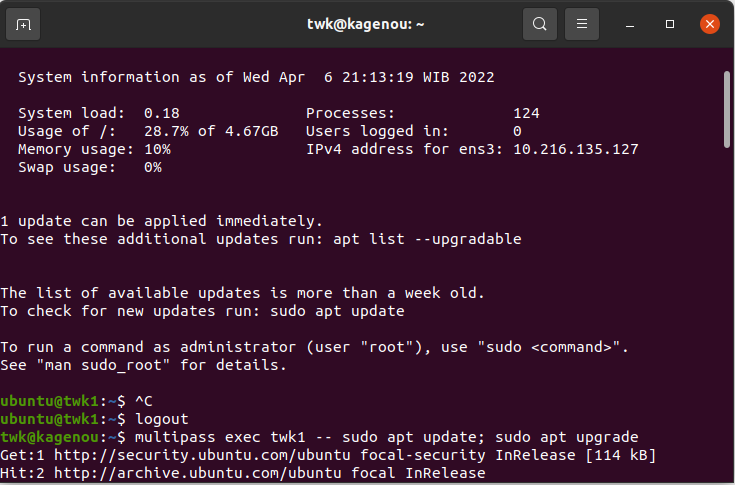 twk@kagenou: ~
System information as of Wed Apr  6 21:13:19 WIB 2022
System load:  0.18               Processes:             124
Usage of /:   28.7% of 4.67GB   Users logged in:       0
Memory usage: 10%                IPv4 address for ens3: 10.216.135.127
Swap usage:   0%
1 update can be applied immediately.
To see these additional updates run: apt list --upgradable
The list of available updates is more than a week old.
To check for new updates run: sudo apt update
To run a command as administrator (user "root"), use "sudo <command>".
See "man sudo_root" for details.
ubuntu@twk1:~$ ^C
ubuntu@twk1:~$ logout
twk@kagenou:~$ multipass exec twk1 -- sudo apt update; sudo apt upgrade
Get:1 http://security.ubuntu.com/ubuntu focal-security InRelease [114 kB]
Hit:2 http://archive.ubuntu.com/ubuntu focal InRelease